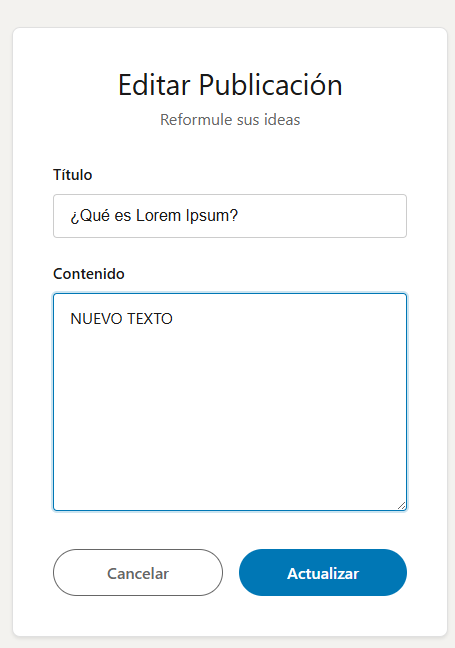 Editar Publicación
Reformule sus ideas
Título
¿Qué es Lorem Ipsum?
Contenido
NUEVO TEXTO
Cancelar
Actualizar